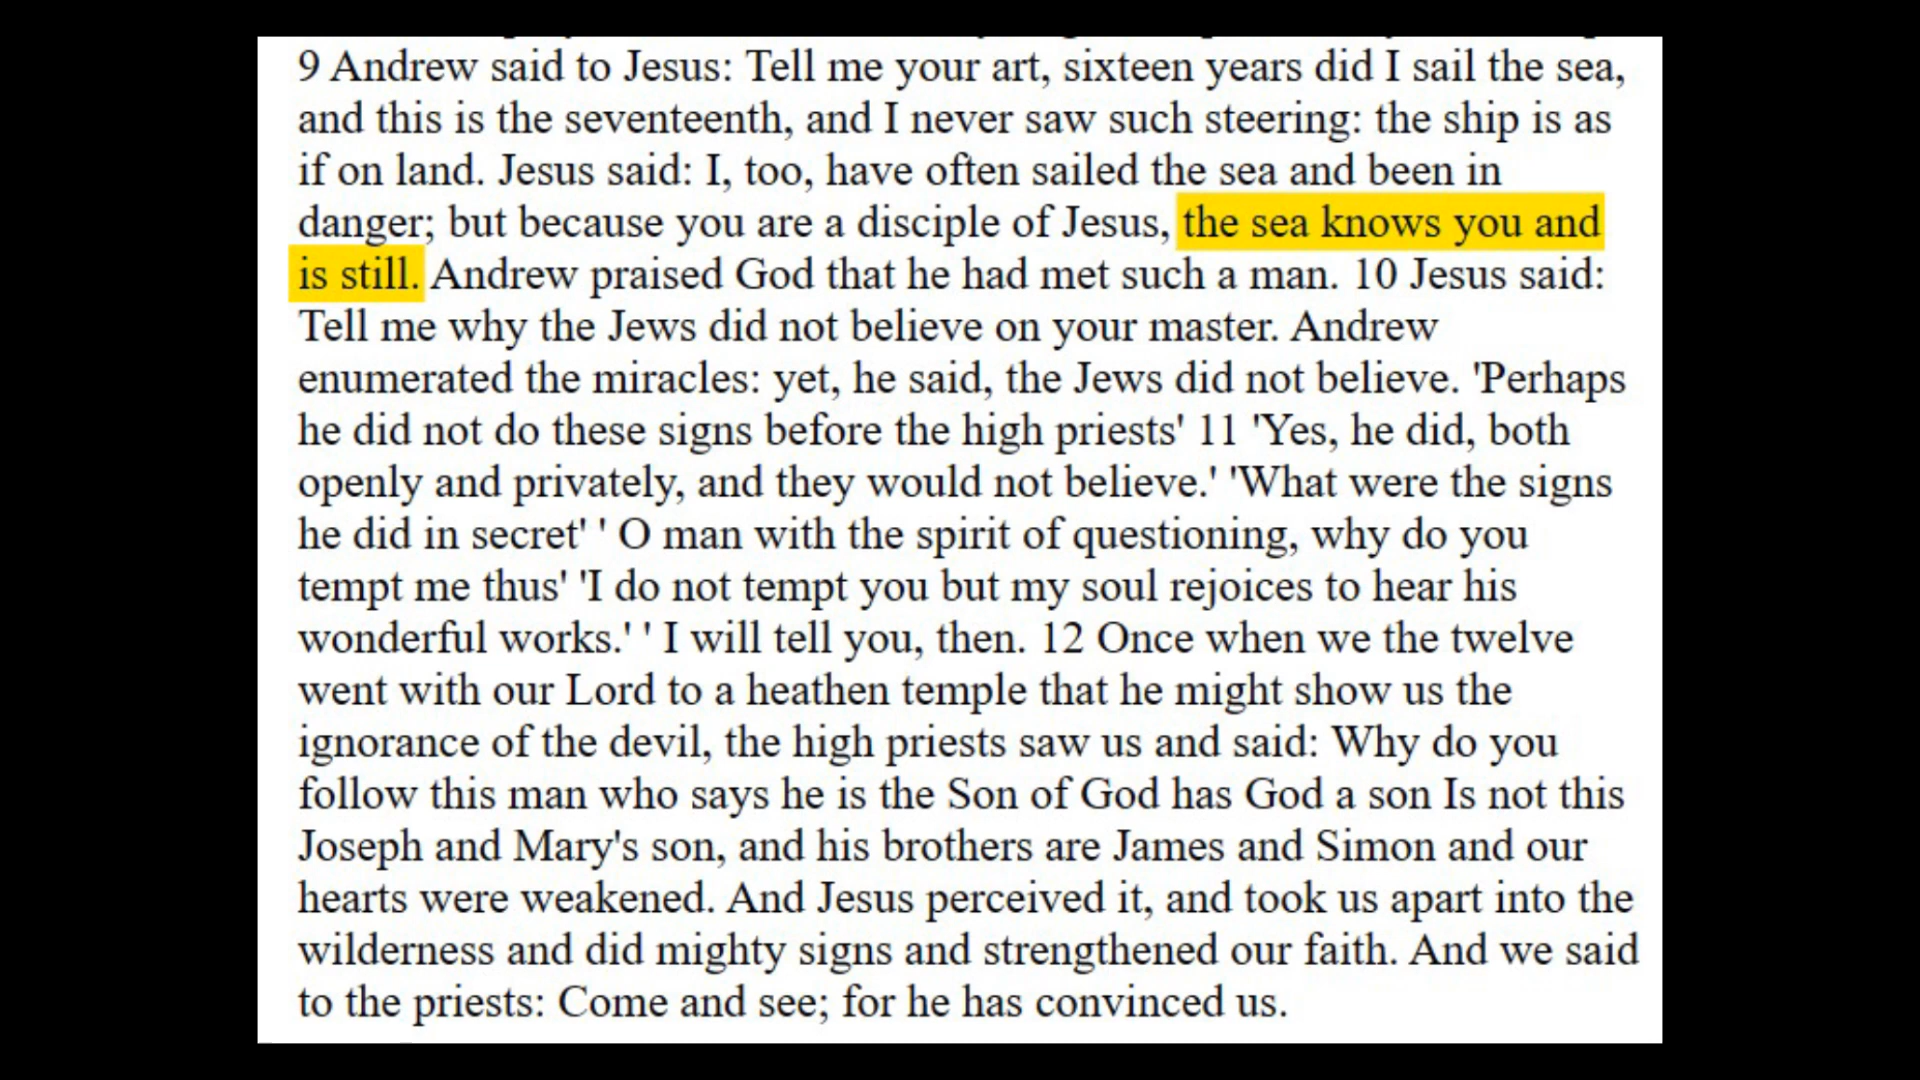 9 Andrew said to Jesus: Tell me your art, sixteen years did I sail the sea,
and this is the seventeenth, and I never saw such steering: the ship is as
if on land. Jesus said: I, too, have often sailed the sea and been in
danger; but because you are a disciple of Jesus, the sea knows you and
is still. Andrew praised God that he had met such a man. 10 Jesus said:
Tell me why the Jews did not believe on your master. Andrew
enumerated the miracles: yet, he said, the Jews did not believe. 'Perhaps
he did not do these signs before the high priests' 11 'Yes, he did, both
openly and privately, and they would not believe.' 'What were the signs
he did in secret' ' O man with the spirit of questioning, why do you
tempt me thus' 'I do not tempt you but my soul rejoices to hear his
wonderful works.' ' I will tell you, then. 12 Once when we the twelve
went with our Lord to a heathen temple that he might show us the
ignorance of the devil, the high priests saw us and said: Why do you
follow this man who says he is the Son of God has God a son Is not this
Joseph and Mary's son, and his brothers are James and Simon and our
hearts were weakened. And Jesus perceived it, and took us apart into the
wilderness and did mighty signs and strengthened our faith. And we said
to the priests: Come and see; for he has convinced us.